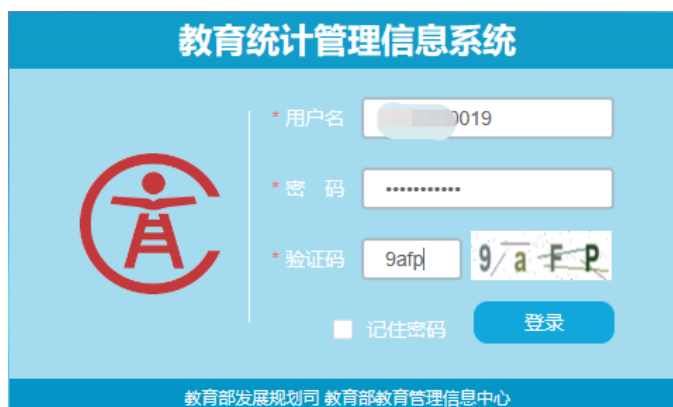 教育统计管理信息系统
* 用户名 0019
* 密 码 •••••••••••
* 验证码 9afp 9aFP
记住密码 登录
教育部发展规划司 教育部教育管理信息中心